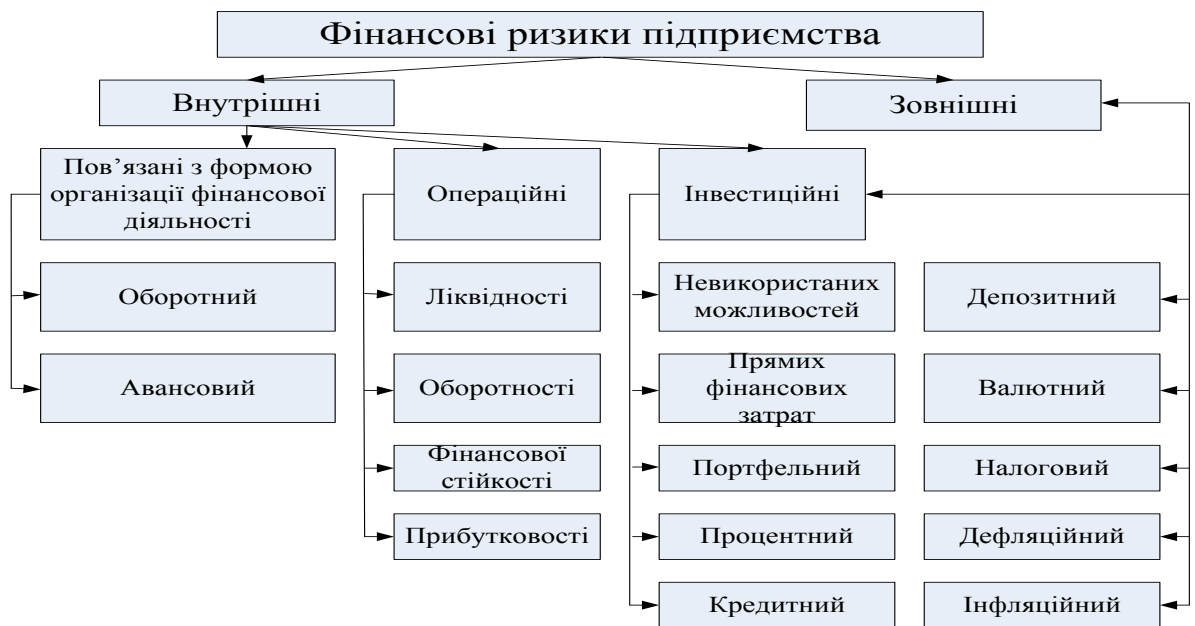 Фінансові ризики підприємства
Внутрішні
Зовнішні
Пов’язані з формою
організації фінансової
діяльності
Операційні
Інвестиційні
Оборотний
Ліквідності
Невикористаних
можливостей
Депозитний
Авансовий
Оборотності
Прямих
фінансових
затрат
Валютний
Фінансової
стійкості
Портфельний
Налоговий
Прибутковості
Процентний
Дефляційний
Кредитний
Інфляційний